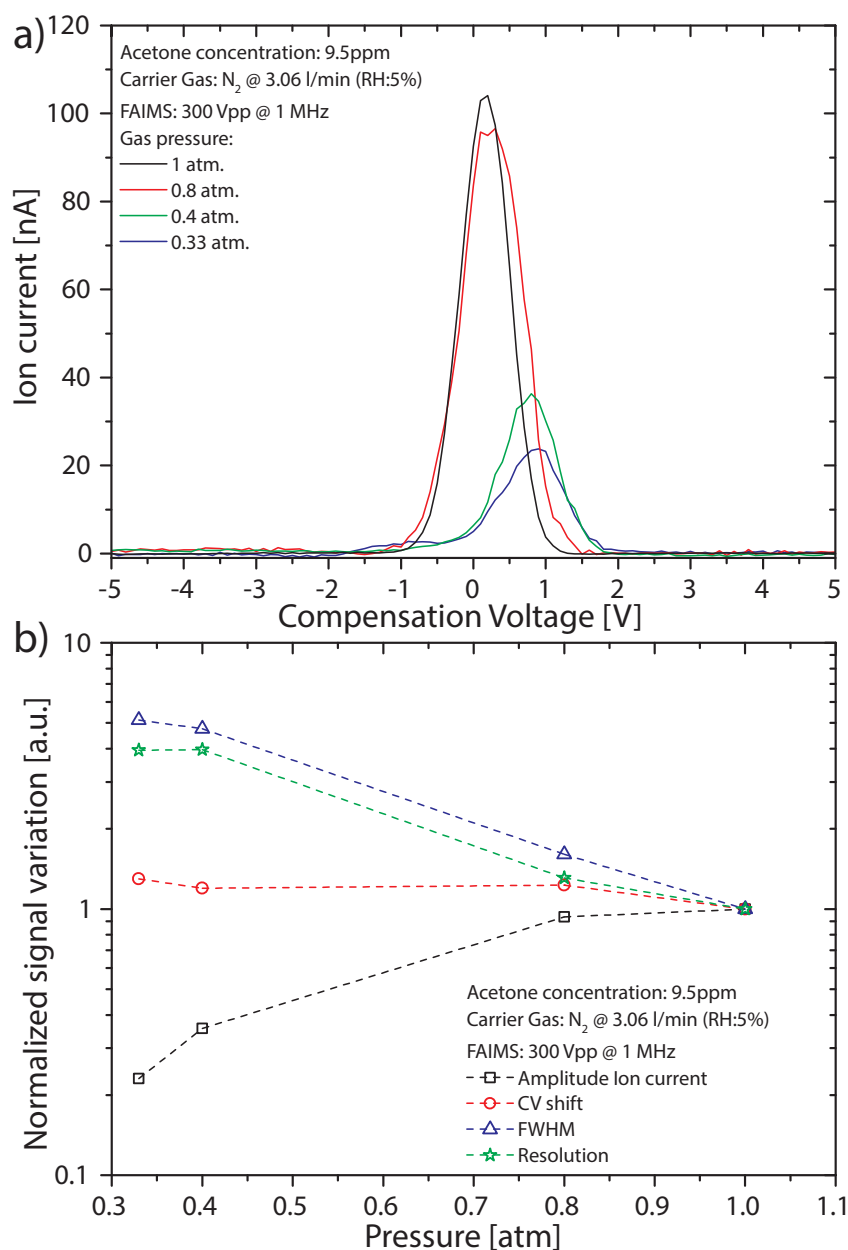 a)
Ion current [nA]
120
100
80
60
40
20
0
Acetone concentration: 9.5ppm
Carrier Gas: N₂ @ 3.06 l/min (RH:5%)
FAIMS: 300 Vpp @ 1 MHz
Gas pressure:
1 atm.
0.8 atm.
0.4 atm.
0.33 atm.
-5 -4 -3 -2 -1 0 1 2 3 4 5
Compensation Voltage [V]
b)
Normalized signal variation [a.u.]
10
1
0.1
Acetone concentration: 9.5ppm
Carrier Gas: N₂ @ 3.06 l/min (RH:5%)
FAIMS: 300 Vpp @ 1 MHz
Amplitude Ion current
CV shift
FWHM
Resolution
0.3 0.4 0.5 0.6 0.7 0.8 0.9 1.0 1.1
Pressure [atm]